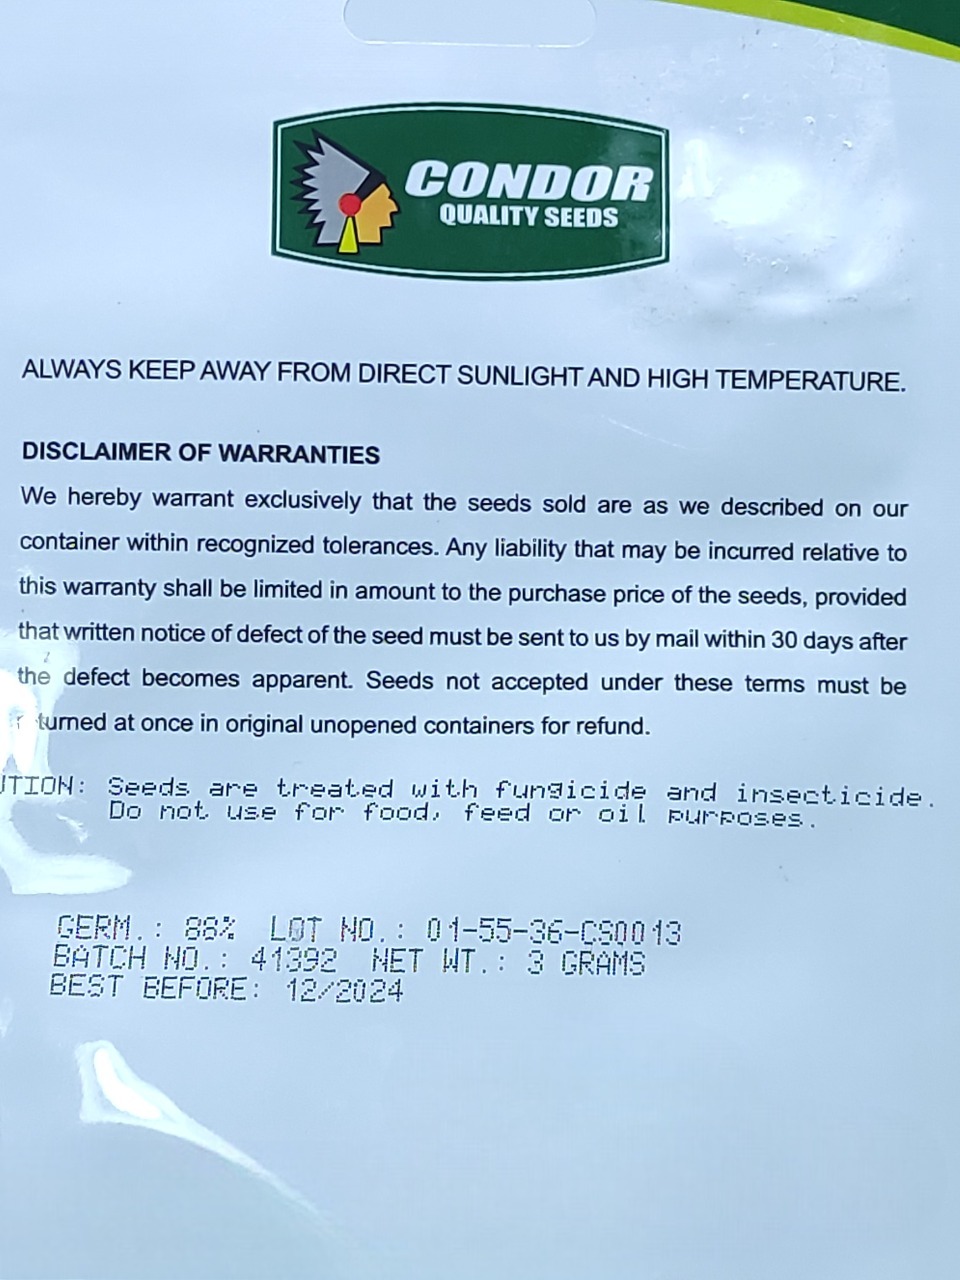 CONDOR
QUALITY SEEDS
ALWAYS KEEP AWAY FROM DIRECT SUNLIGHT AND HIGH TEMPERATURE.
DISCLAIMER OF WARRANTIES
We hereby warrant exclusively that the seeds sold are as we described on our
container within recognized tolerances. Any liability that may be incurred relative to
this warranty shall be limited in amount to the purchase price of the seeds, provided
that written notice of defect of the seed must be sent to us by mail within 30 days after
the defect becomes apparent. Seeds not accepted under these terms must be
turned at once in original unopened containers for refund.
UTION: Seeds are treated with fungicide and insecticide.
Do not use for food, feed or oil purposes.
GERM.: 88% LOT NO.: 01-55-36-CS0013
BATCH NO.: 41392 NET WT.: 3 GRAMS
BEST BEFORE: 12/2024